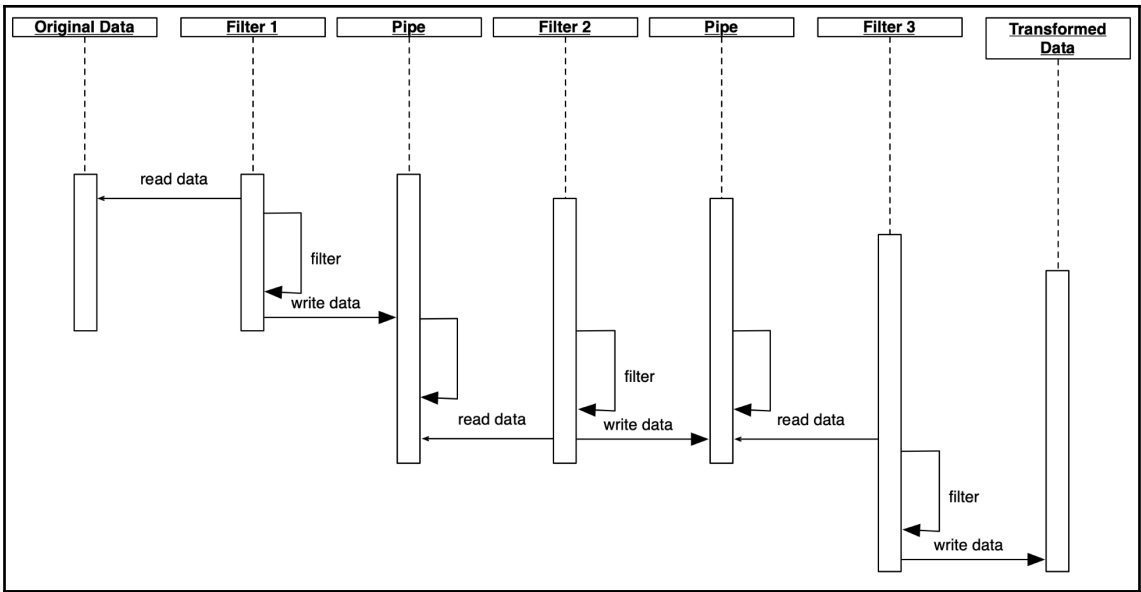 Original Data
Filter 1
Pipe
Filter 2
Pipe
Filter 3
Transformed
Data
read data
filter
write data
filter
read data
write data
read data
filter
write data